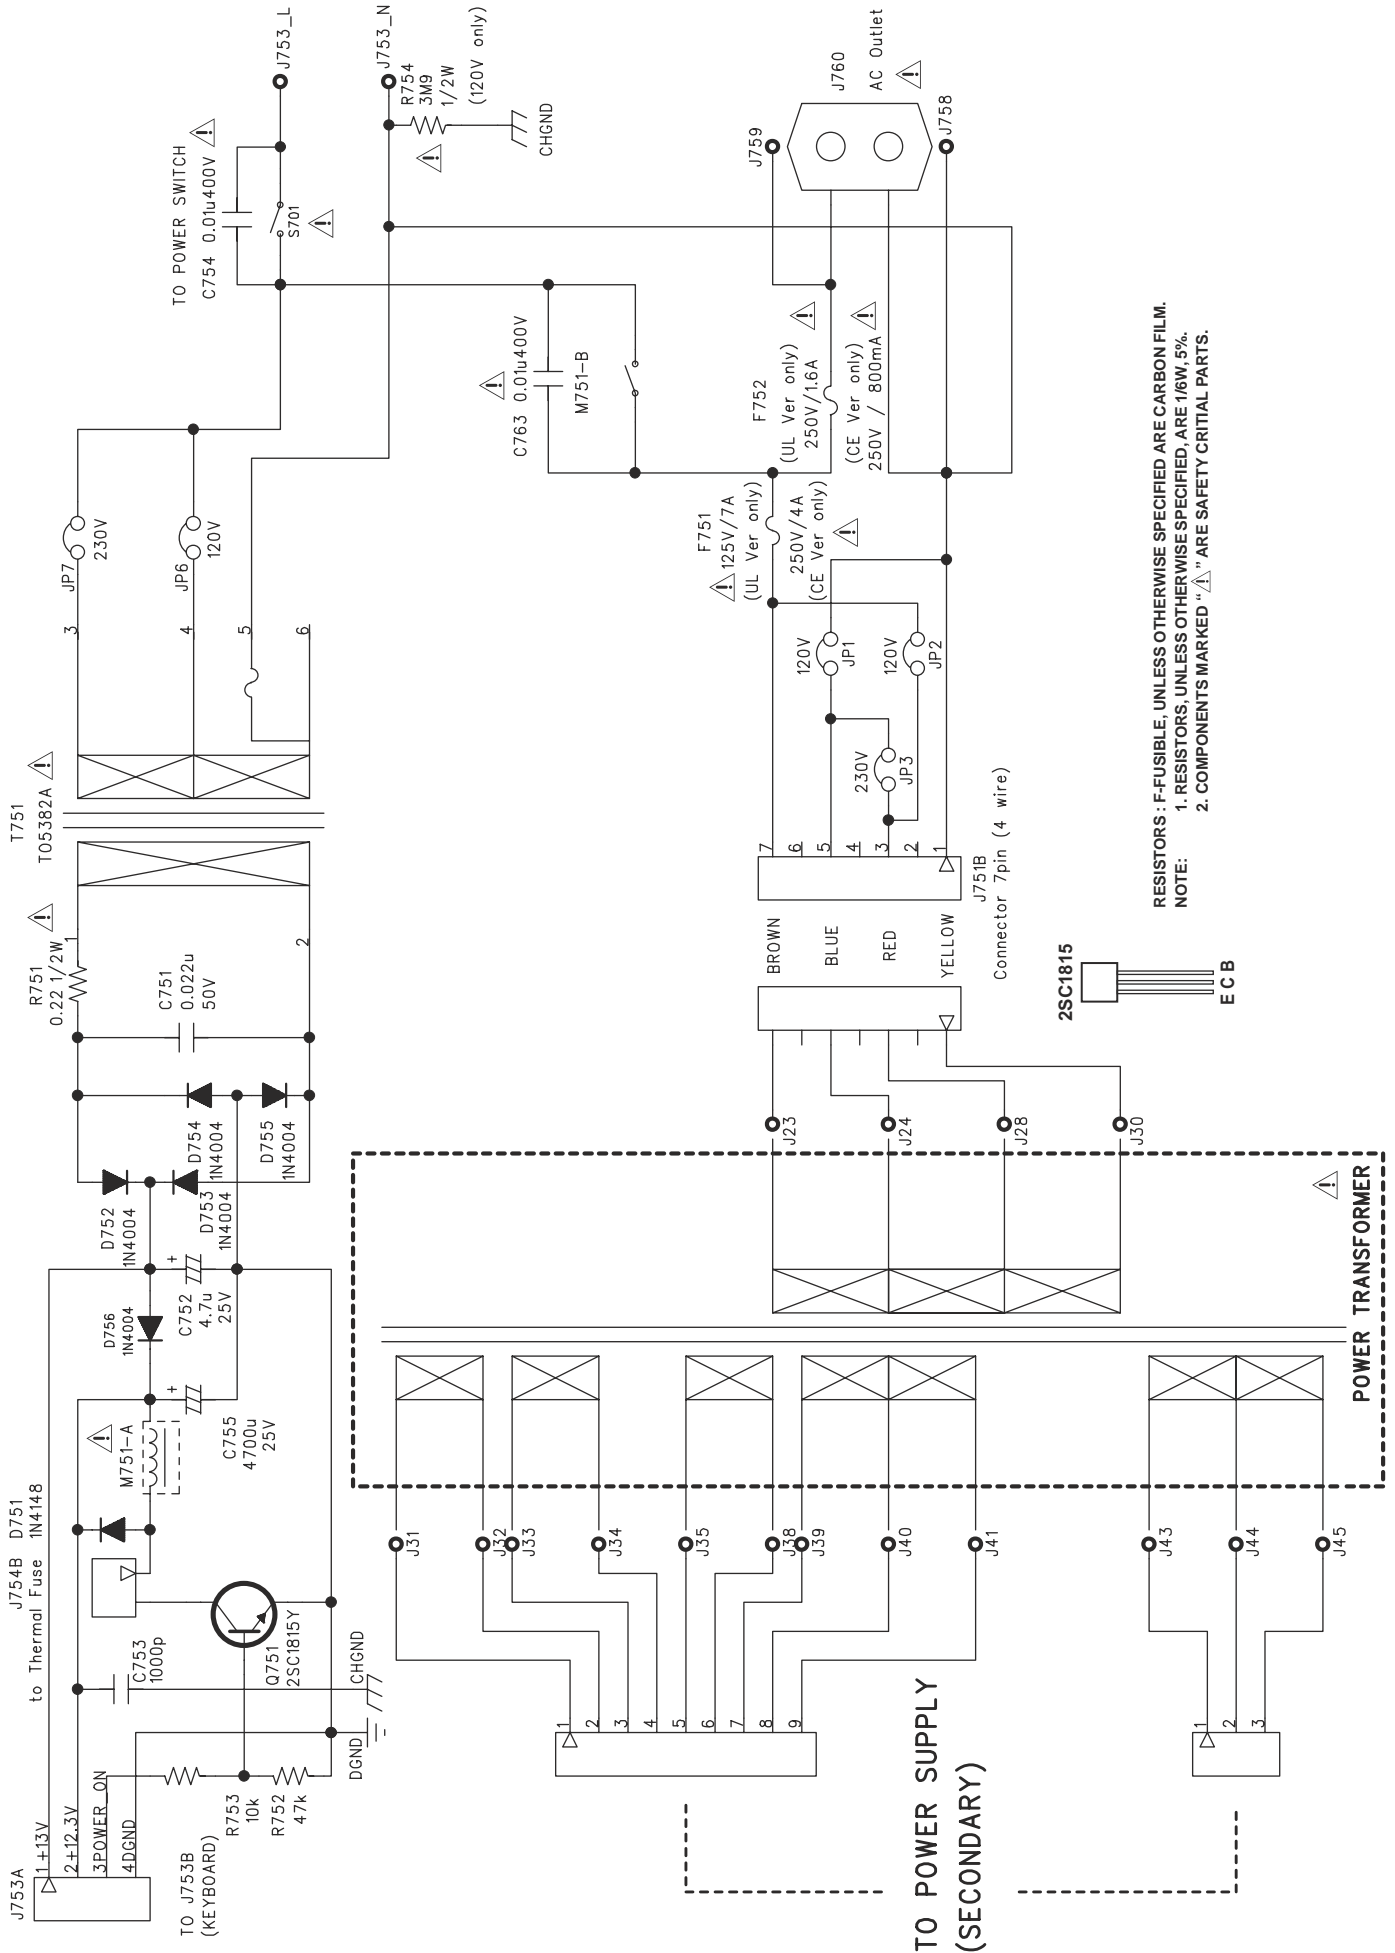 J753A
1 +13V
2+12.3V
3POWER_ON
4DGND
TO J753B
(KEYBOARD)
J754B
to Thermal Fuse
D751
1N4148
C753
1000p
R753
10k
R752
47k
Q751
2SC1815Y
DGND
CHGND
M751-A
C755
4700u
25V
D756
1N4004
C752
4.7u
25V
+
+
D752
1N4004
D753
1N4004
D754
1N4004
D755
1N4004
C751
0.022u
50V
R751
0.22 1/2W
1
2
T751
T05382A
3
4
5
6
JP7
230V
JP6
120V
TO POWER SWITCH
C754 0.01u400V
S701
J753_L
J753_N
R754
3M9
1/2W
(120V only)
CHGND
C763 0.01u400V
M751-B
F752
(UL Ver only)
250V/1.6A
(CE Ver only)
250V / 800mA
J759
J760
AC Outlet
J758
F751
125V/7A
(UL Ver only)
250V/4A
(CE Ver only)
120V
JP1
120V
JP2
230V
JP3
7
6
5
4
3
2
1
J751B
Connector 7pin (4 wire)
BROWN
BLUE
RED
YELLOW
J23
J24
J28
J30
POWER TRANSFORMER
J31
J32
J33
J34
J35
J38
J39
J40
J41
J43
J44
J45
1
2
3
4
5
6
7
8
9
1
2
3
TO POWER SUPPLY
(SECONDARY)
2SC1815
E C B
RESISTORS : F-FUSIBLE, UNLESS OTHERWISE SPECIFIED ARE CARBON FILM.
NOTE: 1. RESISTORS, UNLESS OTHERWISE SPECIFIED, ARE 1/6W, 5%.
2. COMPONENTS MARKED “ ⚠ ” ARE SAFETY CRITIAL PARTS.